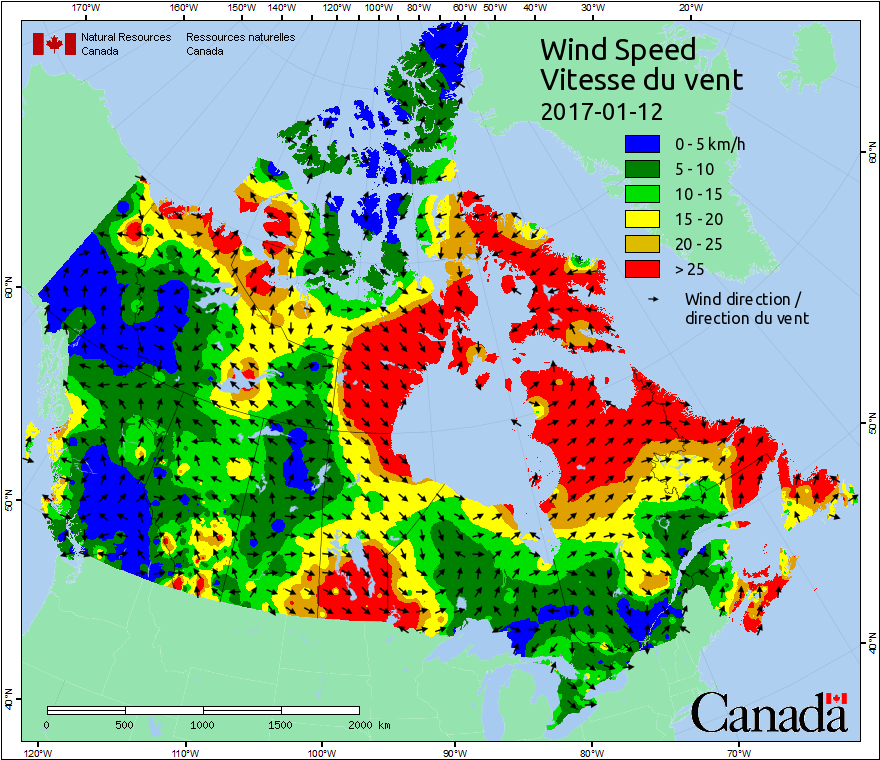 170°W 160°W 150°W 140°W 130°W 120°W 110°W 100°W 80°W 60°W 50°W 40°W 30°W 20°W
Natural Resources Ressources naturelles
Canada Canada
Wind Speed
Vitesse du vent
2017-01-12
0 - 5 km/h
5 - 10
10 - 15
15 - 20
20 - 25
> 25
Wind direction /
direction du vent
60°N
50°N
40°N
60°N
50°N
40°N
0 500 1000 1500 2000 km
Canada
120°W 110°W 100°W 90°W 80°W 70°W